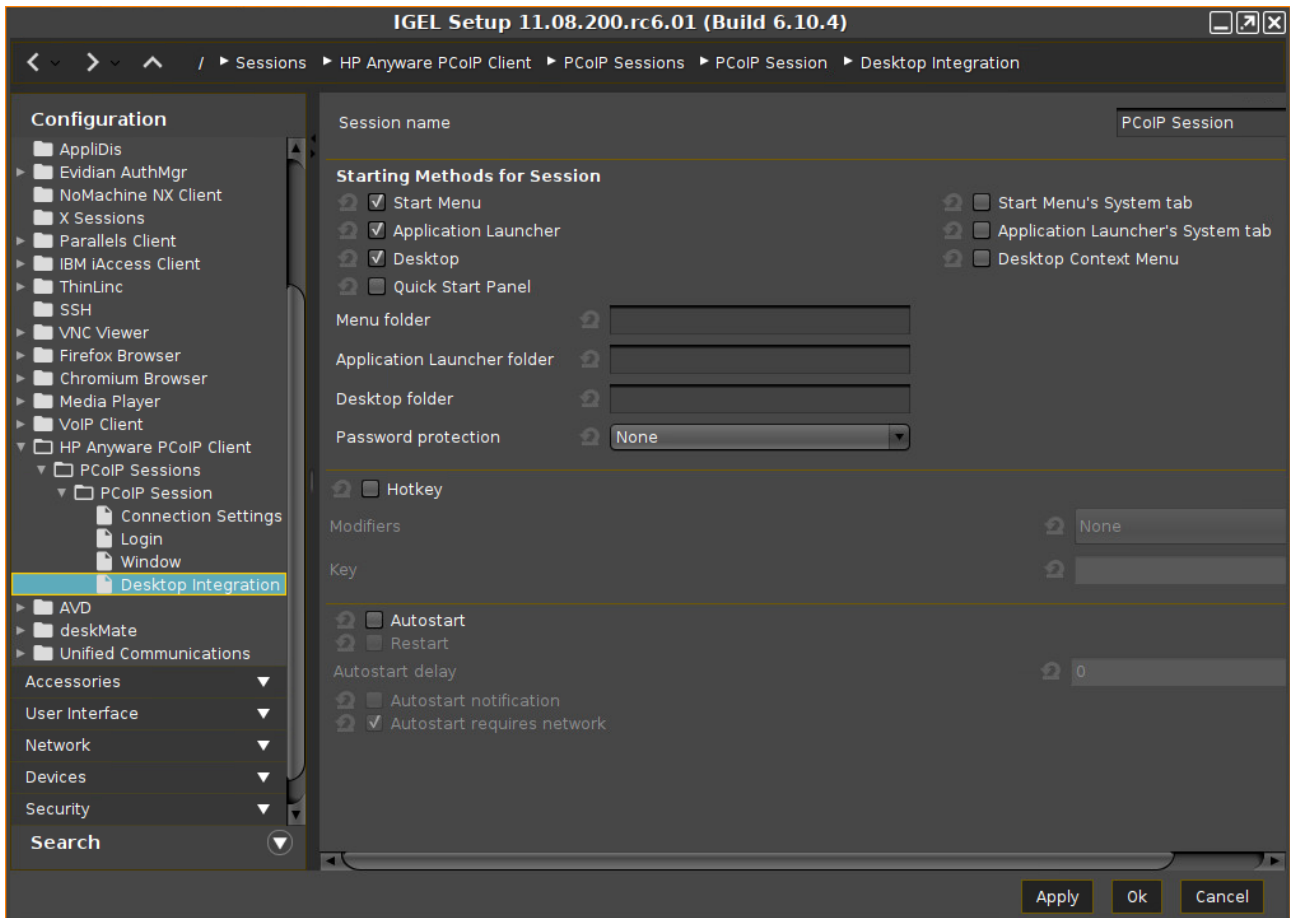 IGEL Setup 11.08.200.rc6.01 (Build 6.10.4)
/ Sessions HP Anyware PCoIP Client PCoIP Sessions PCoIP Session Desktop Integration
Configuration
AppliDis
Evidian AuthMgr
NoMachine NX Client
X Sessions
Parallels Client
IBM iAccess Client
ThinLinc
SSH
VNC Viewer
Firefox Browser
Chromium Browser
Media Player
VoIP Client
HP Anyware PCoIP Client
PCoIP Sessions
PCoIP Session
Connection Settings
Login
Window
Desktop Integration
AVD
deskMate
Unified Communications
Accessories
User Interface
Network
Devices
Security
Search
Session name PCoIP Session
Starting Methods for Session
Start Menu Start Menu's System tab
Application Launcher Application Launcher's System tab
Desktop Desktop Context Menu
Quick Start Panel
Menu folder
Application Launcher folder
Desktop folder
Password protection None
Hotkey
Modifiers None
Key
Autostart
Restart
Autostart delay 0
Autostart notification
Autostart requires network
Apply Ok Cancel